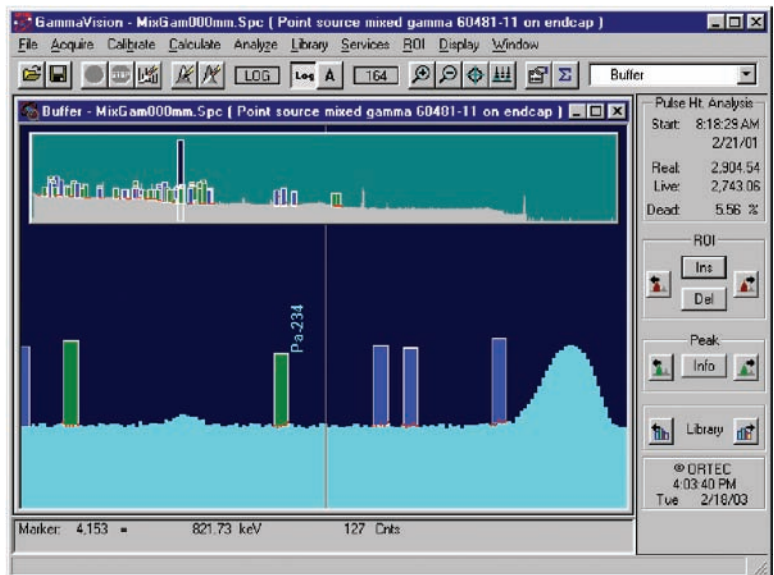 GammaVision - MixGam000mm.Spc ( Point source mixed gamma 60481-11 on endcap )
File Acquire Calibrate Calculate Analyze Library Services ROI Display Window
LOG Log A 164 Σ Buffer
Buffer - MixGam000mm.Spc ( Point source mixed gamma 60481-11 on endcap )
Pa-234
Pulse Ht. Analysis
Start: 8:18:29 AM
2/21/01
Real: 2,904.54
Live: 2,743.06
Dead: 5.56 %
ROI
Ins
Del
Peak
Info
Library
© ORTEC
4:03:40 PM
Tue 2/18/03
Marker: 4,153 = 821.73 keV 127 Cnts